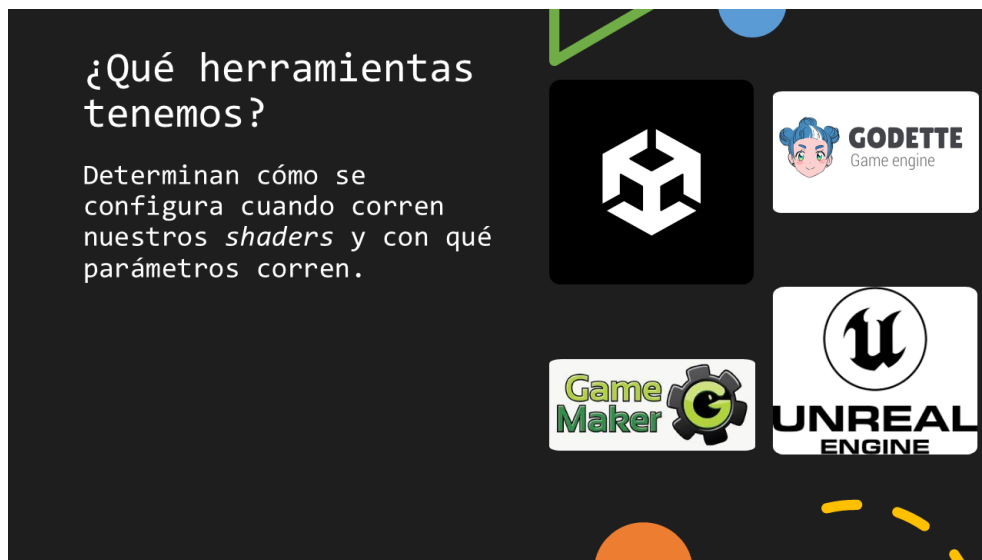 ¿Qué herramientas
tenemos?
Determinan cómo se
configura cuando corren
nuestros shaders y con qué
parámetros corren.
GODETTE
Game engine
Game
Maker
UNREAL
ENGINE